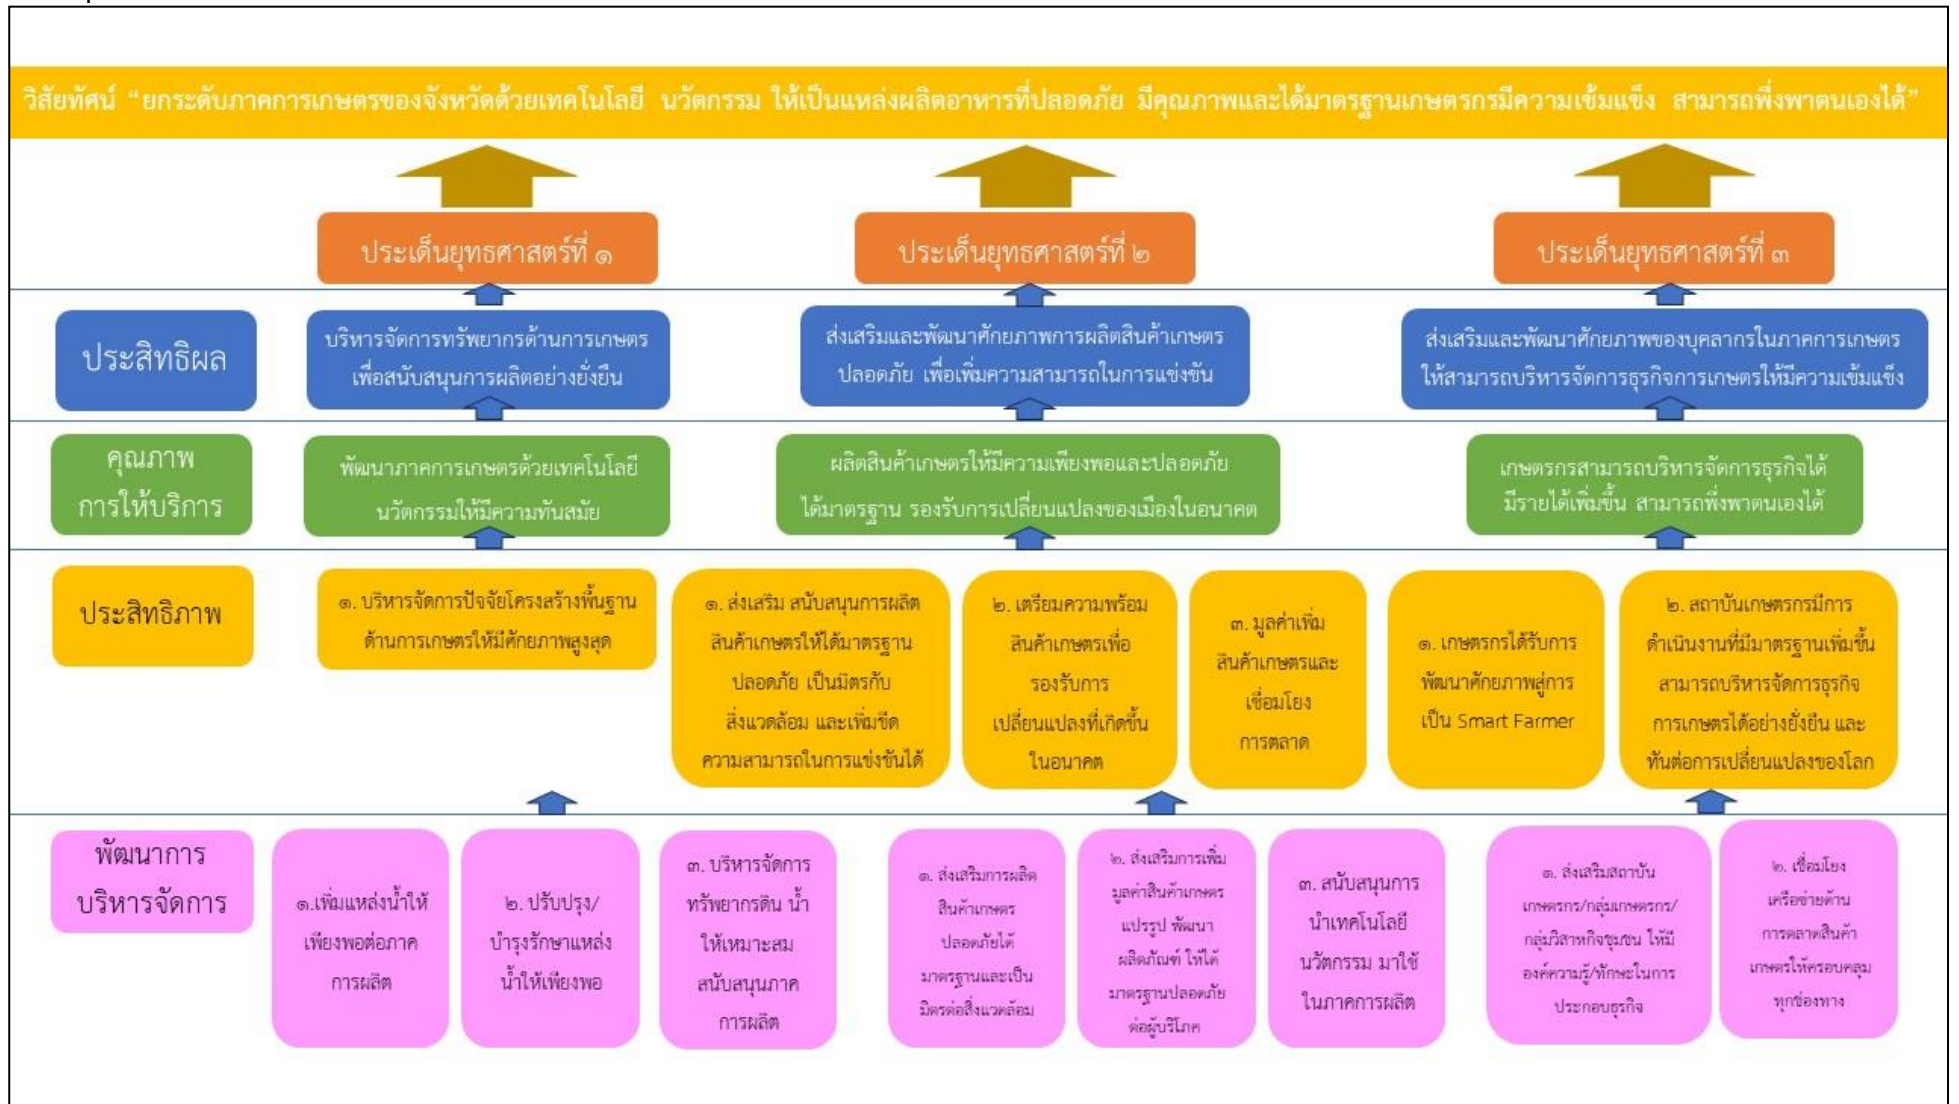 วิสัยทัศน์ “ยกระดับภาคการเกษตรของจังหวัดด้วยเทคโนโลยี นวัตกรรม ให้เป็นแหล่งผลิตอาหารที่ปลอดภัย มีคุณภาพและได้มาตรฐานเกษตรกรมีความเข้มแข็ง สามารถพึ่งพาตนเองได้”
ประเด็นยุทธศาสตร์ที่ ๑
ประเด็นยุทธศาสตร์ที่ ๒
ประเด็นยุทธศาสตร์ที่ ๓
ประสิทธิผล
บริหารจัดการทรัพยากรด้านการเกษตร
เพื่อสนับสนุนการผลิตอย่างยั่งยืน
ส่งเสริมและพัฒนาศักยภาพการผลิตสินค้าเกษตร
ปลอดภัย เพื่อเพิ่มความสามารถในการแข่งขัน
ส่งเสริมและพัฒนาศักยภาพของบุคลากรในภาคการเกษตร
ให้สามารถบริหารจัดการธุรกิจการเกษตรให้มีความเข้มแข็ง
คุณภาพ
การให้บริการ
พัฒนาภาคการเกษตรด้วยเทคโนโลยี
นวัตกรรมให้มีความทันสมัย
ผลิตสินค้าเกษตรให้มีความเพียงพอและปลอดภัย
ได้มาตรฐาน รองรับการเปลี่ยนแปลงของเมืองในอนาคต
เกษตรกรสามารถบริหารจัดการธุรกิจได้
มีรายได้เพิ่มขึ้น สามารถพึ่งพาตนเองได้
ประสิทธิภาพ
๑. บริหารจัดการปัจจัยโครงสร้างพื้นฐาน
ด้านการเกษตรให้มีศักยภาพสูงสุด
๑. ส่งเสริม สนับสนุนการผลิต
สินค้าเกษตรให้ได้มาตรฐาน
ปลอดภัย เป็นมิตรกับ
สิ่งแวดล้อม และเพิ่มขีด
ความสามารถในการแข่งขันได้
๒. เตรียมความพร้อม
สินค้าเกษตรเพื่อ
รองรับการ
เปลี่ยนแปลงที่เกิดขึ้น
ในอนาคต
๓. มูลค่าเพิ่ม
สินค้าเกษตรและ
เชื่อมโยง
การตลาด
๑. เกษตรกรได้รับการ
พัฒนาศักยภาพสู่การ
เป็น Smart Farmer
๒. สถาบันเกษตรกรมีการ
ดำเนินงานที่มีมาตรฐานเพิ่มขึ้น
สามารถบริหารจัดการธุรกิจ
การเกษตรได้อย่างยั่งยืน และ
ทันต่อการเปลี่ยนแปลงของโลก
พัฒนาการ
บริหารจัดการ
๑.เพิ่มแหล่งน้ำให้
เพียงพอต่อภาค
การผลิต
๒. ปรับปรุง/
บำรุงรักษาแหล่ง
น้ำให้เพียงพอ
๓. บริหารจัดการ
ทรัพยากรดิน น้ำ
ให้เหมาะสม
สนับสนุนภาค
การผลิต
๑. ส่งเสริมการผลิต
สินค้าเกษตร
ปลอดภัยได้
มาตรฐานและเป็น
มิตรต่อสิ่งแวดล้อม
๒. ส่งเสริมการเพิ่ม
มูลค่าสินค้าเกษตร
แปรรูป พัฒนา
ผลิตภัณฑ์ ให้ได้
มาตรฐานปลอดภัย
ต่อผู้บริโภค
๓. สนับสนุนการ
นำเทคโนโลยี
นวัตกรรม มาใช้
ในภาคการผลิต
๑. ส่งเสริมสถาบัน
เกษตรกร/กลุ่มเกษตรกร/
กลุ่มวิสาหกิจชุมชน ให้มี
องค์ความรู้/ทักษะในการ
ประกอบธุรกิจ
๒. เชื่อมโยง
เครือข่ายด้าน
การตลาดสินค้า
เกษตรให้ครอบคลุม
ทุกช่องทาง